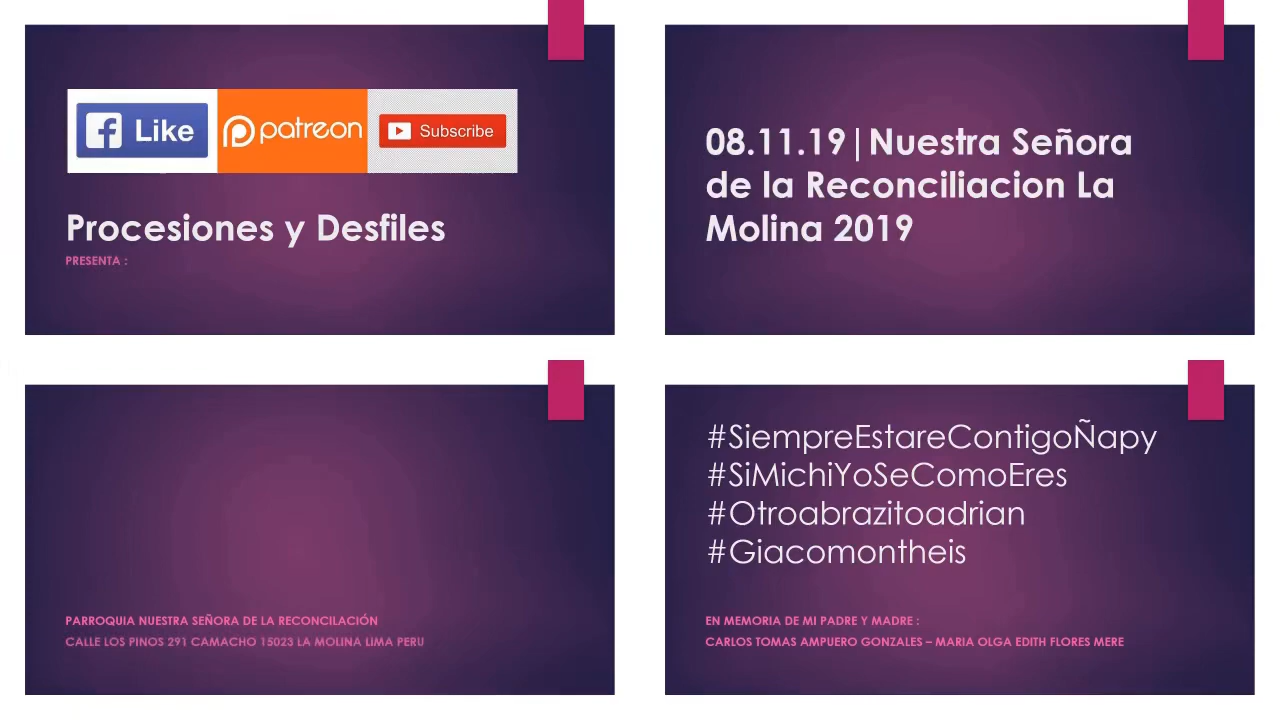 Like
patreon
Subscribe
Procesiones y Desfiles
PRESENTA :
08.11.19|Nuestra Señora
de la Reconciliacion La
Molina 2019
PARROQUIA NUESTRA SEÑORA DE LA RECONCILACIÓN
CALLE LOS PINOS 291 CAMACHO 15023 LA MOLINA LIMA PERU
#SiempreEstareContigoÑapy
#SiMichiYoSeComoEres
#Otroabrazitoadrian
#Giacomontheis
EN MEMORIA DE MI PADRE Y MADRE :
CARLOS TOMAS AMPUERO GONZALES – MARIA OLGA EDITH FLORES MERE